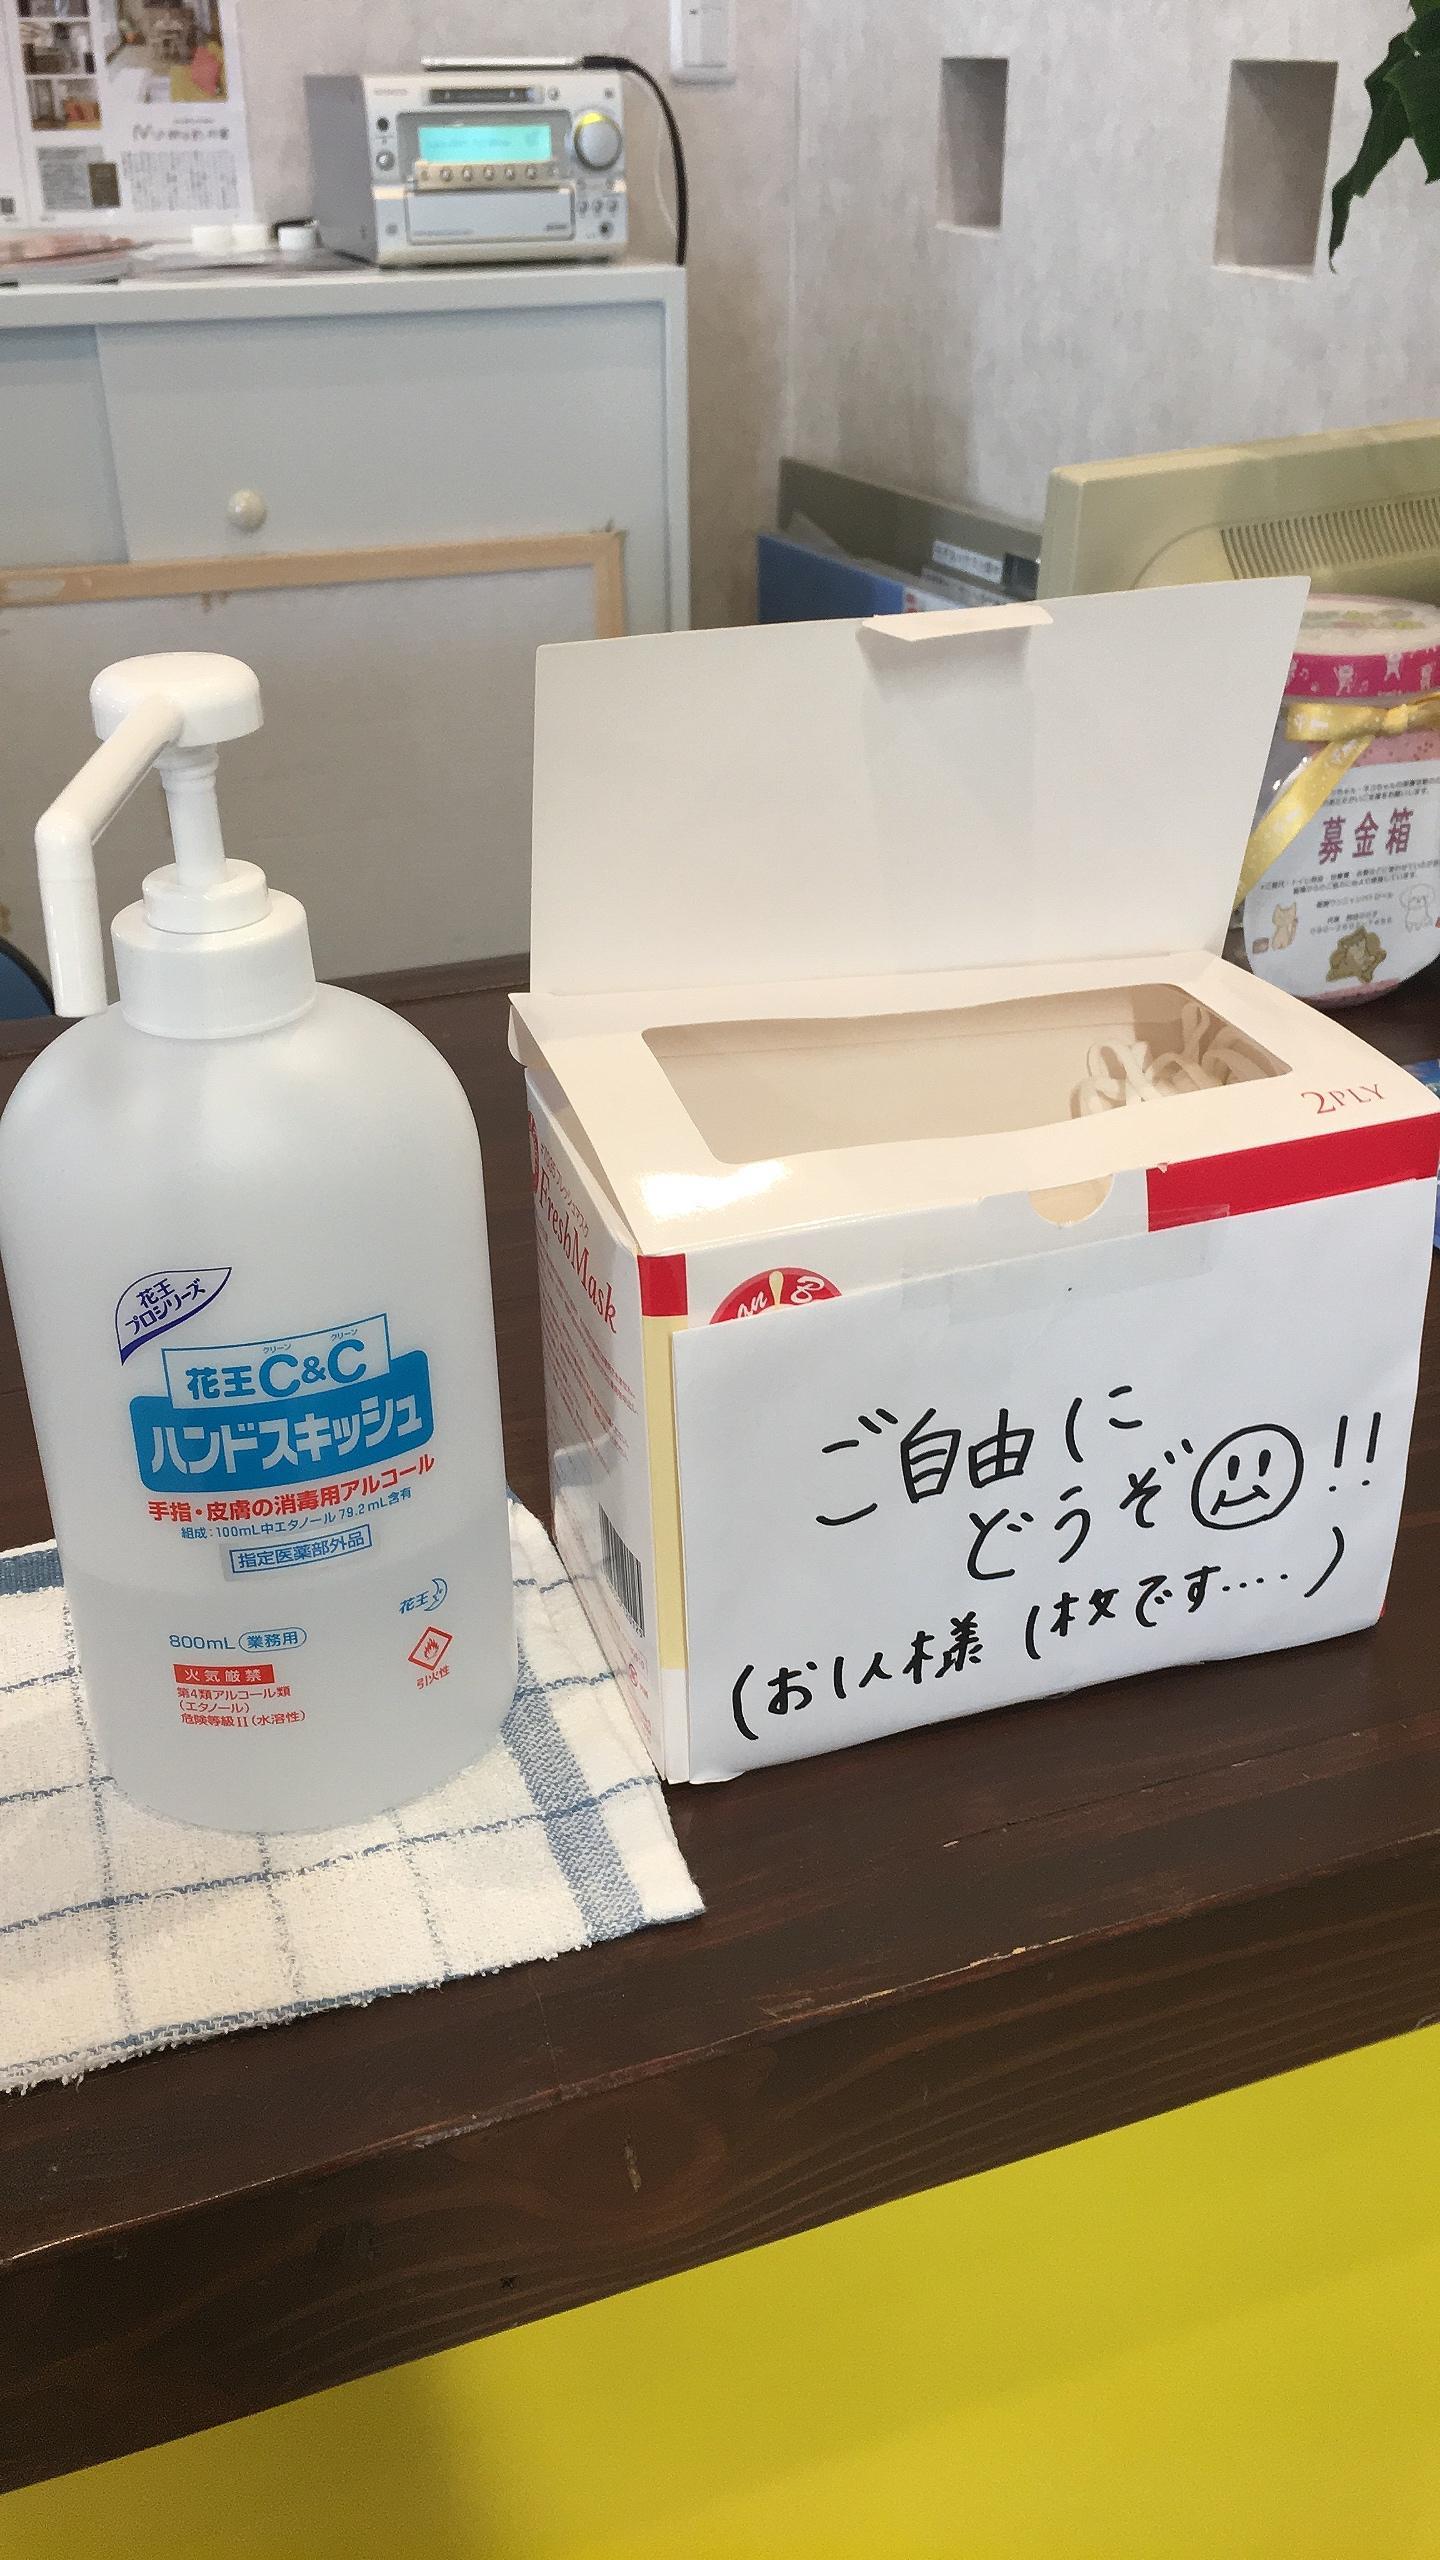 花王
プロシリーズ
クリーン クリーン
花王C&C
ハンドスキッシュ
手指・皮膚の消毒用アルコール
組成:100mL中エタノール 79.2mL含有
指定医薬部外品
花王
800mL 業務用
火気厳禁
第4類アルコール類
(エタノール)
危険等級II(水溶性)
引火性
2PLY
FreshMask
ご自由に
どうぞ!!
(お1人様 1枚です‥‥)
募金箱